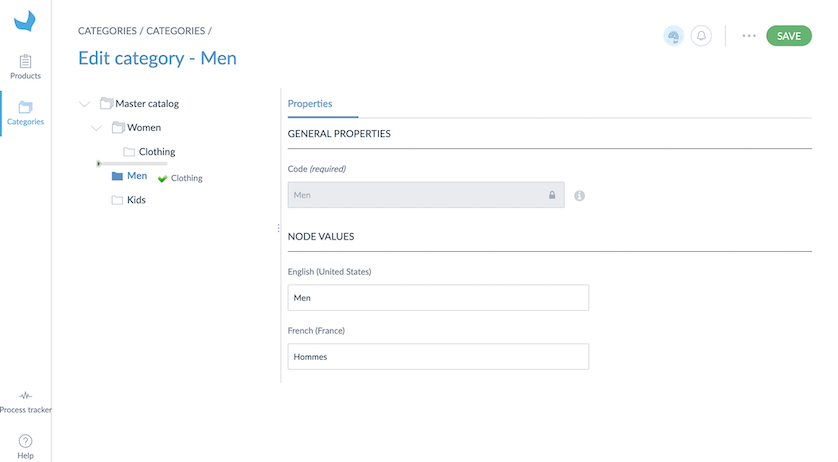 CATEGORIES / CATEGORIES /
SAVE
Edit category - Men
Products
Categories
Master catalog
Women
Clothing
Men
Clothing
Kids
Properties
GENERAL PROPERTIES
Code (required)
Men
NODE VALUES
English (United States)
Men
French (France)
Hommes
Process tracker
Help